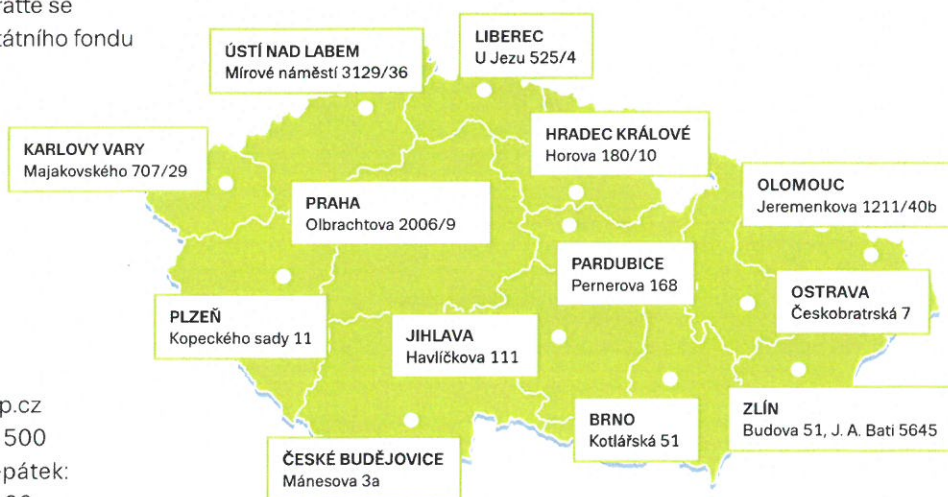 se
tátního fondu
ÚSTÍ NAD LABEM
Mírové náměstí 3129/36
LIBEREC
U Jezu 525/4
KARLOVY VARY
Majakovského 707/29
HRADEC KRÁLOVÉ
Horova 180/10
PRAHA
Olbrachtova 2006/9
OLOMOUC
Jeremenkova 1211/40b
PARDUBICE
Pernerova 168
OSTRAVA
Českobratrská 7
PLZEŇ
Kopeckého sady 11
JIHLAVA
Havlíčkova 111
BRNO
Kotlářská 51
ZLÍN
Budova 51, J. A. Bati 5645
ČESKÉ BUDĚJOVICE
Mánesova 3a
p.cz
500
pátek: